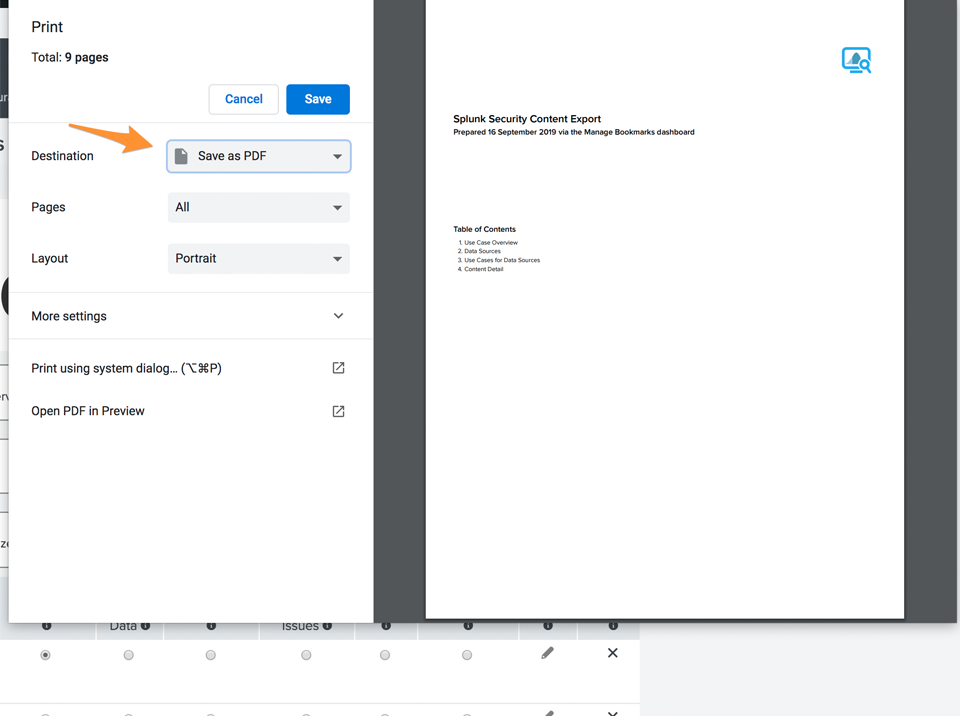 Print
Total: 9 pages
Cancel
Save
Destination
Save as PDF
Pages
All
Layout
Portrait
More settings
Print using system dialog... (⌥⌘P)
Open PDF in Preview
Splunk Security Content Export
Prepared 16 September 2019 via the Manage Bookmarks dashboard
Table of Contents
1. Use Case Overview
2. Data Sources
3. Use Cases for Data Sources
4. Content Detail
Data
Issues